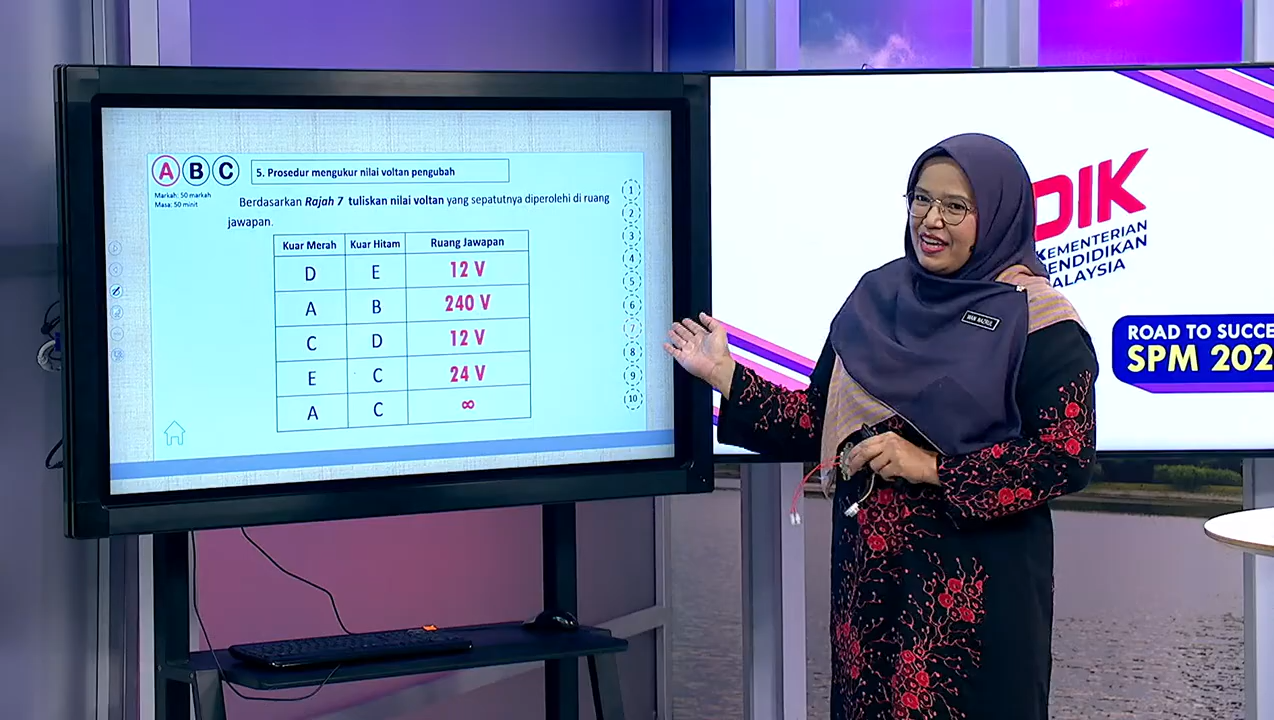 A B C
Markah: 50 markah
Masa: 50 minit
5. Prosedur mengukur nilai voltan pengubah
Berdasarkan Rajah 7 tuliskan nilai voltan yang sepatutnya diperolehi di ruang
jawapan.
Kuar Merah Kuar Hitam Ruang Jawapan
D E 12 V
A B 240 V
C D 12 V
E C 24 V
A C ∞
1
2
3
4
5
6
7
8
9
10
DIK
KEMENTERIAN
PENDIDIKAN
MALAYSIA
ROAD TO SUCCE
SPM 202